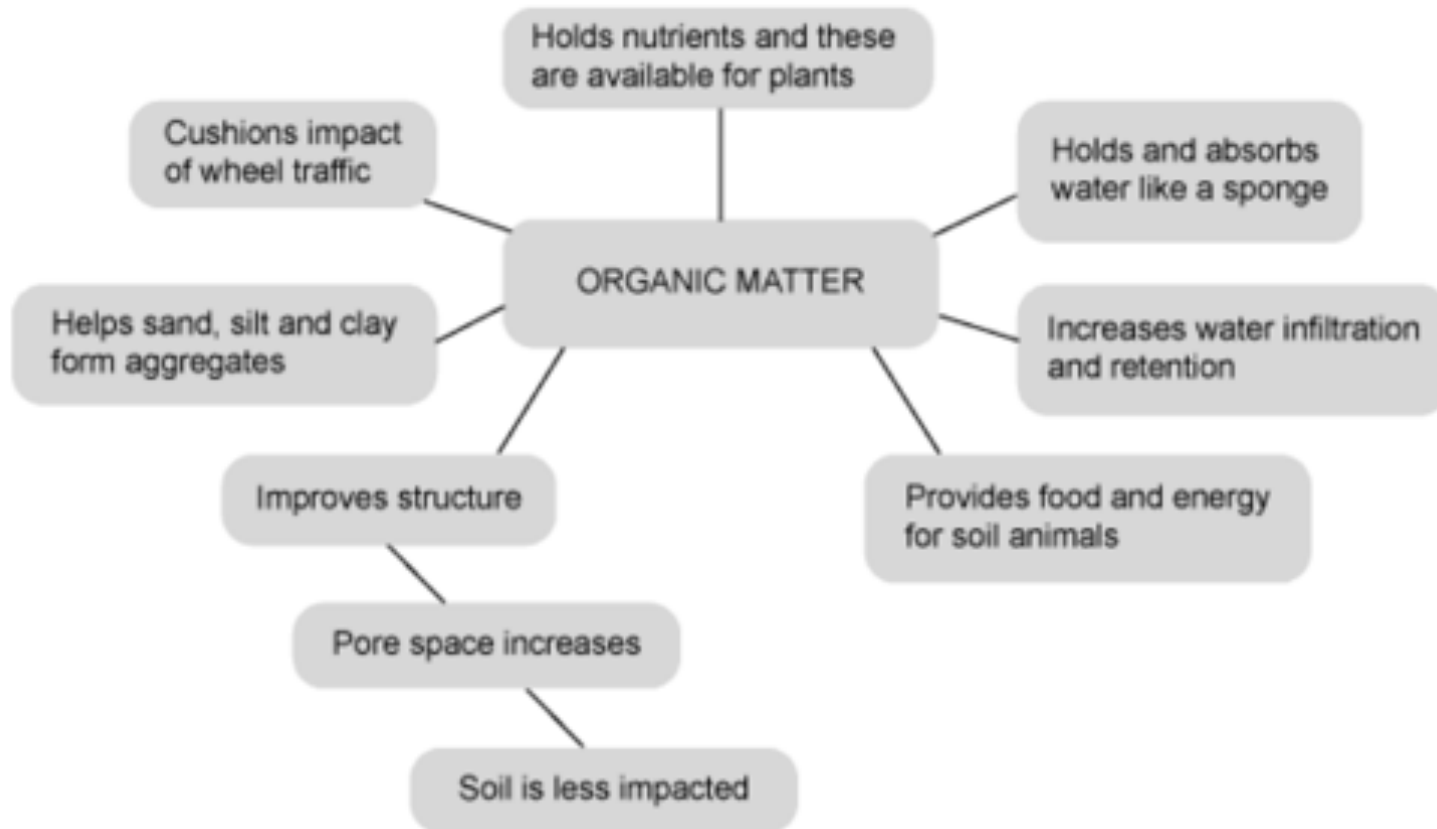 Holds nutrients and these
are available for plants
Cushions impact
of wheel traffic
Holds and absorbs
water like a sponge
ORGANIC MATTER
Helps sand, silt and clay
form aggregates
Increases water infiltration
and retention
Improves structure
Provides food and energy
for soil animals
Pore space increases
Soil is less impacted